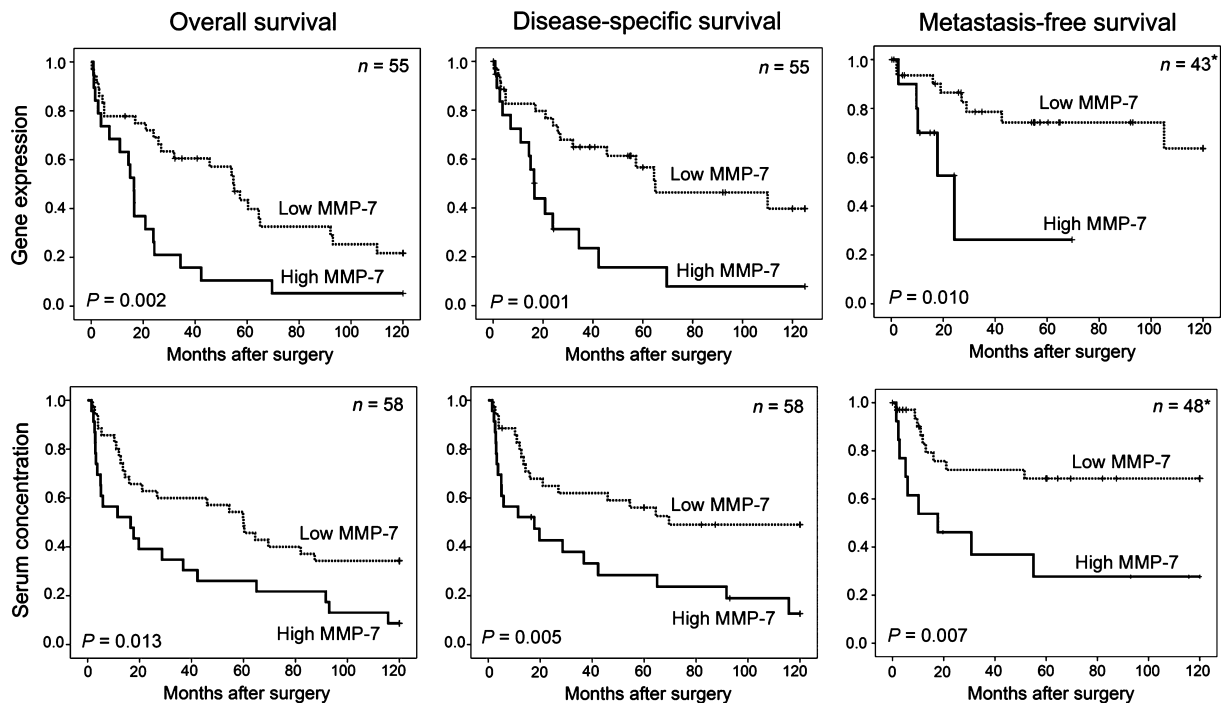 Overall survival
Disease-specific survival
Metastasis-free survival
Gene expression
1.0
0.8
0.6
0.4
0.2
0.0
n = 55
Low MMP-7
High MMP-7
P = 0.002
0 20 40 60 80 100 120
Months after surgery
1.0
0.8
0.6
0.4
0.2
0.0
n = 55
Low MMP-7
High MMP-7
P = 0.001
0 20 40 60 80 100 120
Months after surgery
1.0
0.8
0.6
0.4
0.2
0.0
n = 43*
Low MMP-7
High MMP-7
P = 0.010
0 20 40 60 80 100 120
Months after surgery
Serum concentration
1.0
0.8
0.6
0.4
0.2
0.0
n = 58
Low MMP-7
High MMP-7
P = 0.013
0 20 40 60 80 100 120
Months after surgery
1.0
0.8
0.6
0.4
0.2
0.0
n = 58
Low MMP-7
High MMP-7
P = 0.005
0 20 40 60 80 100 120
Months after surgery
1.0
0.8
0.6
0.4
0.2
0.0
n = 48*
Low MMP-7
High MMP-7
P = 0.007
0 20 40 60 80 100 120
Months after surgery